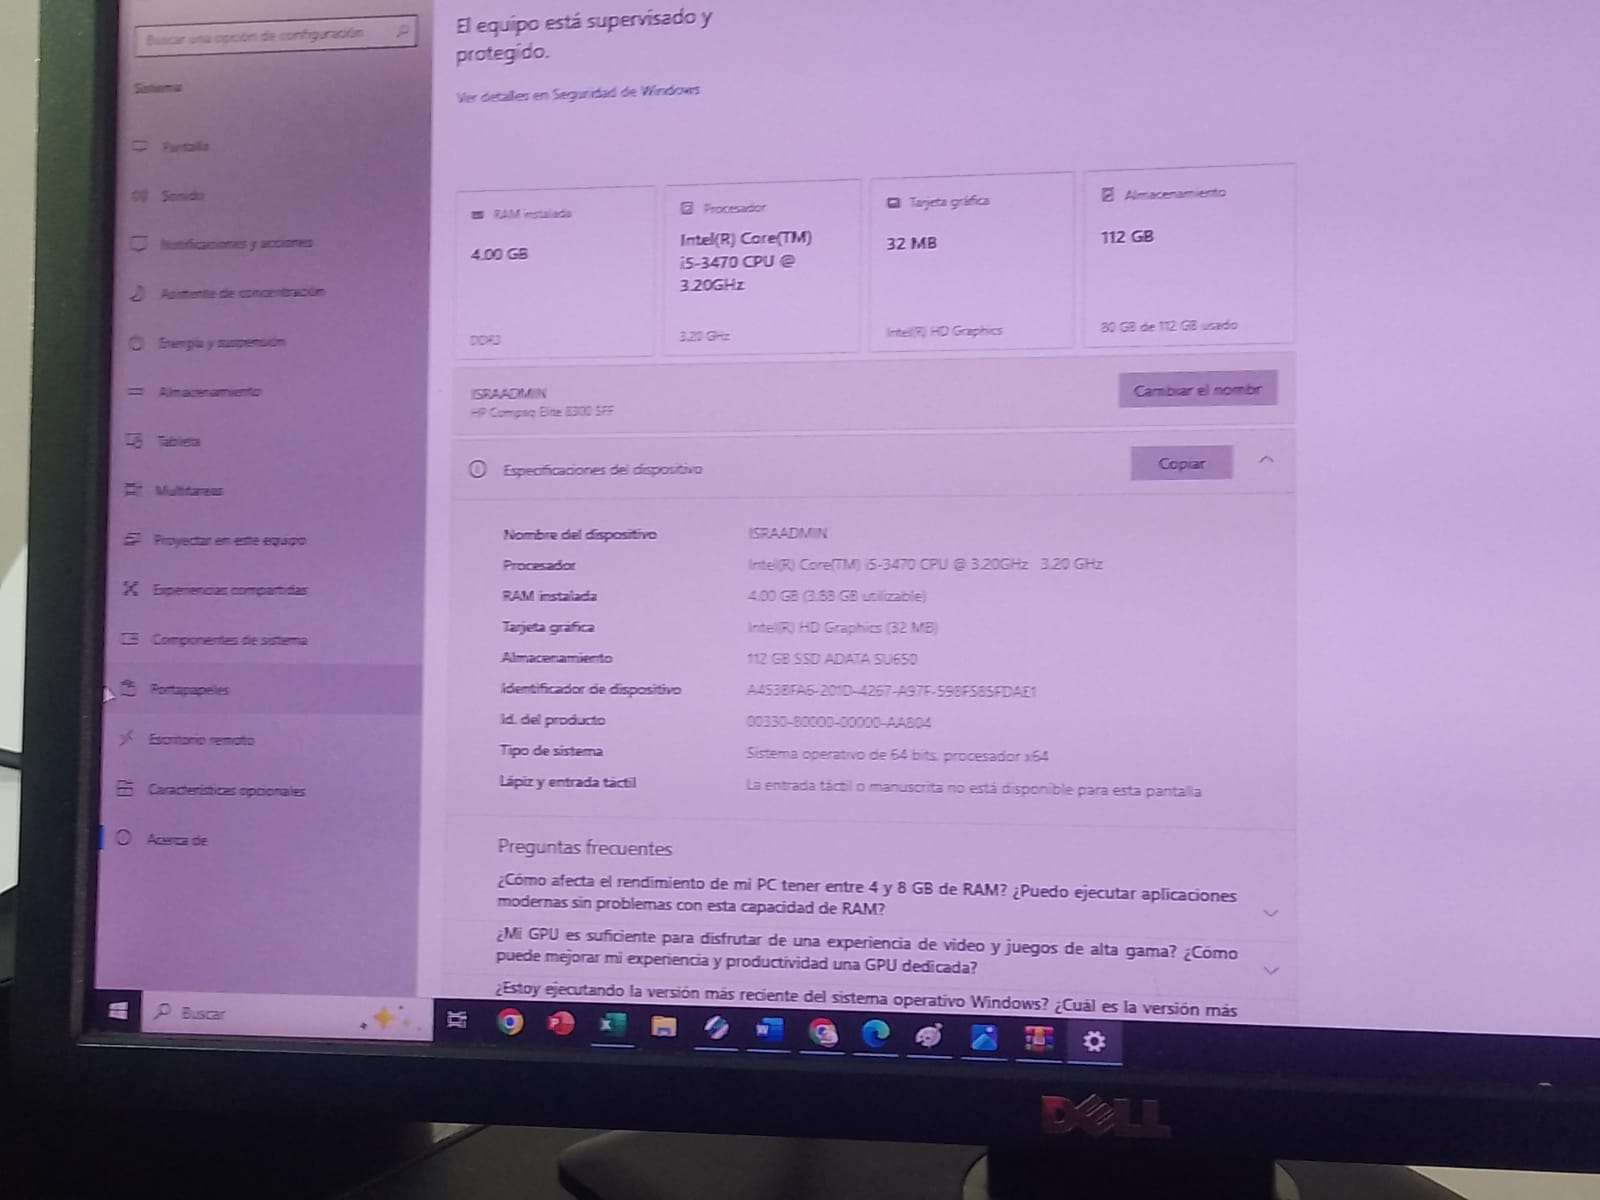 Buscar una opción de configuración
Sistema
Pantalla
Sonido
Notificaciones y acciones
Asistente de concentración
Energía y suspensión
Almacenamiento
Tableta
Multitareas
Proyectar en este equipo
Experiencias compartidas
Componentes de sistema
Portapapeles
Escritorio remoto
Características opcionales
Acerca de
El equipo está supervisado y
protegido.
Ver detalles en Seguridad de Windows
RAM instalada
4.00 GB
DDR3
Procesador
Intel(R) Core(TM)
i5-3470 CPU @
3.20GHz
3.20 GHz
Tarjeta gráfica
32 MB
Intel(R) HD Graphics
Almacenamiento
112 GB
80 GB de 112 GB usado
ISRAADMIN
HP Compaq Elite 8300 SFF
Cambiar el nombr
Especificaciones del dispositivo
Copiar
Nombre del dispositivo ISRAADMIN
Procesador Intel(R) Core(TM) i5-3470 CPU @ 3.20GHz 3.20 GHz
RAM instalada 4.00 GB (3.88 GB utilizable)
Tarjeta gráfica Intel(R) HD Graphics (32 MB)
Almacenamiento 112 GB SSD ADATA SU650
Identificador de dispositivo
Id. del producto 00330-80000-00000-AA804
Tipo de sistema Sistema operativo de 64 bits, procesador x64
Lápiz y entrada táctil La entrada táctil o manuscrita no está disponible para esta pantalla
Preguntas frecuentes
¿Cómo afecta el rendimiento de mi PC tener entre 4 y 8 GB de RAM? ¿Puedo ejecutar aplicaciones
modernas sin problemas con esta capacidad de RAM?
¿Mi GPU es suficiente para disfrutar de una experiencia de video y juegos de alta gama? ¿Cómo
puede mejorar mi experiencia y productividad una GPU dedicada?
¿Estoy ejecutando la versión más reciente del sistema operativo Windows? ¿Cuál es la versión más
Buscar
DELL